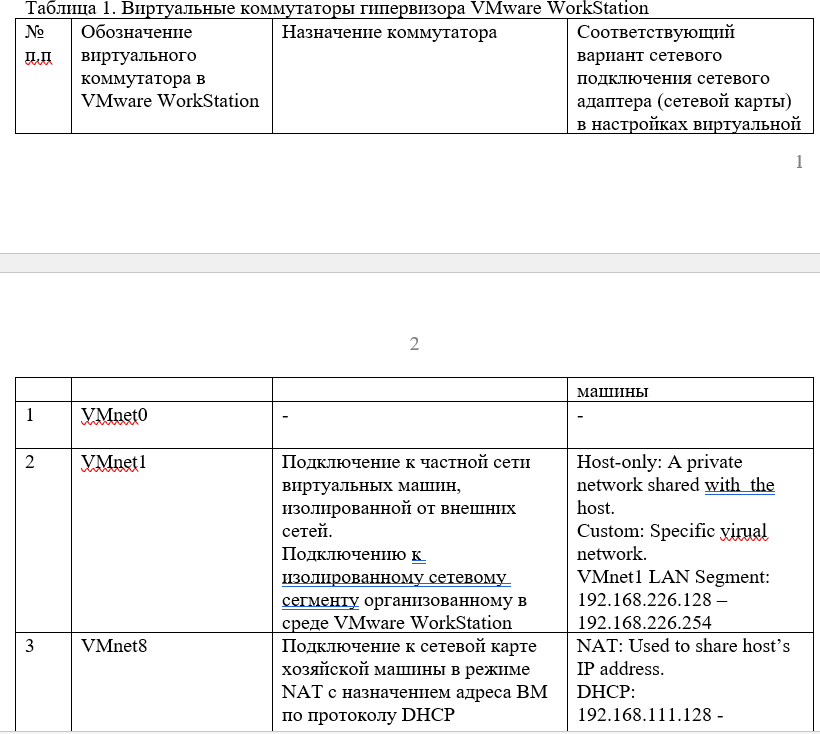 Таблица 1. Виртуальные коммутаторы гипервизора VMware WorkStation
№ п.п
Обозначение виртуального коммутатора в VMware WorkStation
Назначение коммутатора
Соответствующий вариант сетевого подключения сетевого адаптера (сетевой карты) в настройках виртуальной
1
2
машины
1
VMnet0
-
-
2
VMnet1
Подключение к частной сети
виртуальных машин,
изолированной от внешних
сетей.
Подключению к
изолированному сетевому
сегменту организованному в
среде VMware WorkStation
Host-only: A private
network shared with the
host.
Custom: Specific virual
network.
VMnet1 LAN Segment:
192.168.226.128 –
192.168.226.254
3
VMnet8
Подключение к сетевой карте
хозяйской машины в режиме
NAT с назначением адреса ВМ
по протоколу DHCP
NAT: Used to share host’s
IP address.
DHCP:
192.168.111.128 -